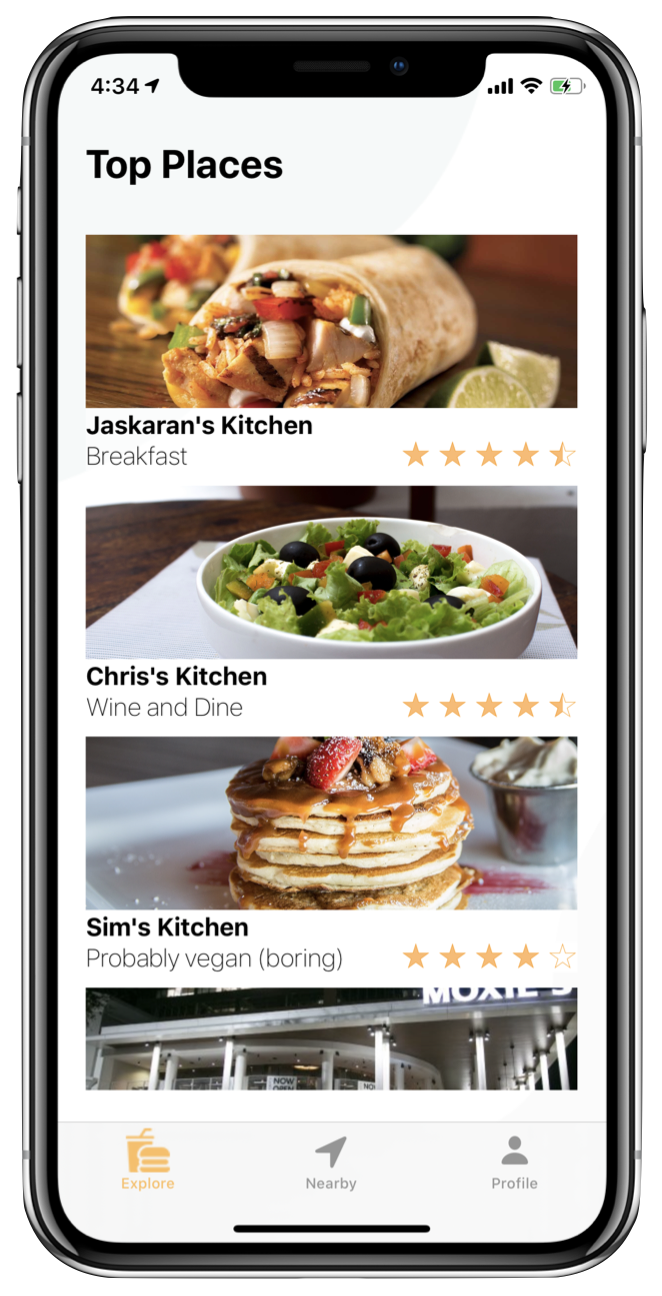 4:34
Top Places
Jaskaran's Kitchen
Breakfast
Chris's Kitchen
Wine and Dine
Sim's Kitchen
Probably vegan (boring)
MOXIE'S
NOW
OPEN
NO
Explore
Nearby
Profile